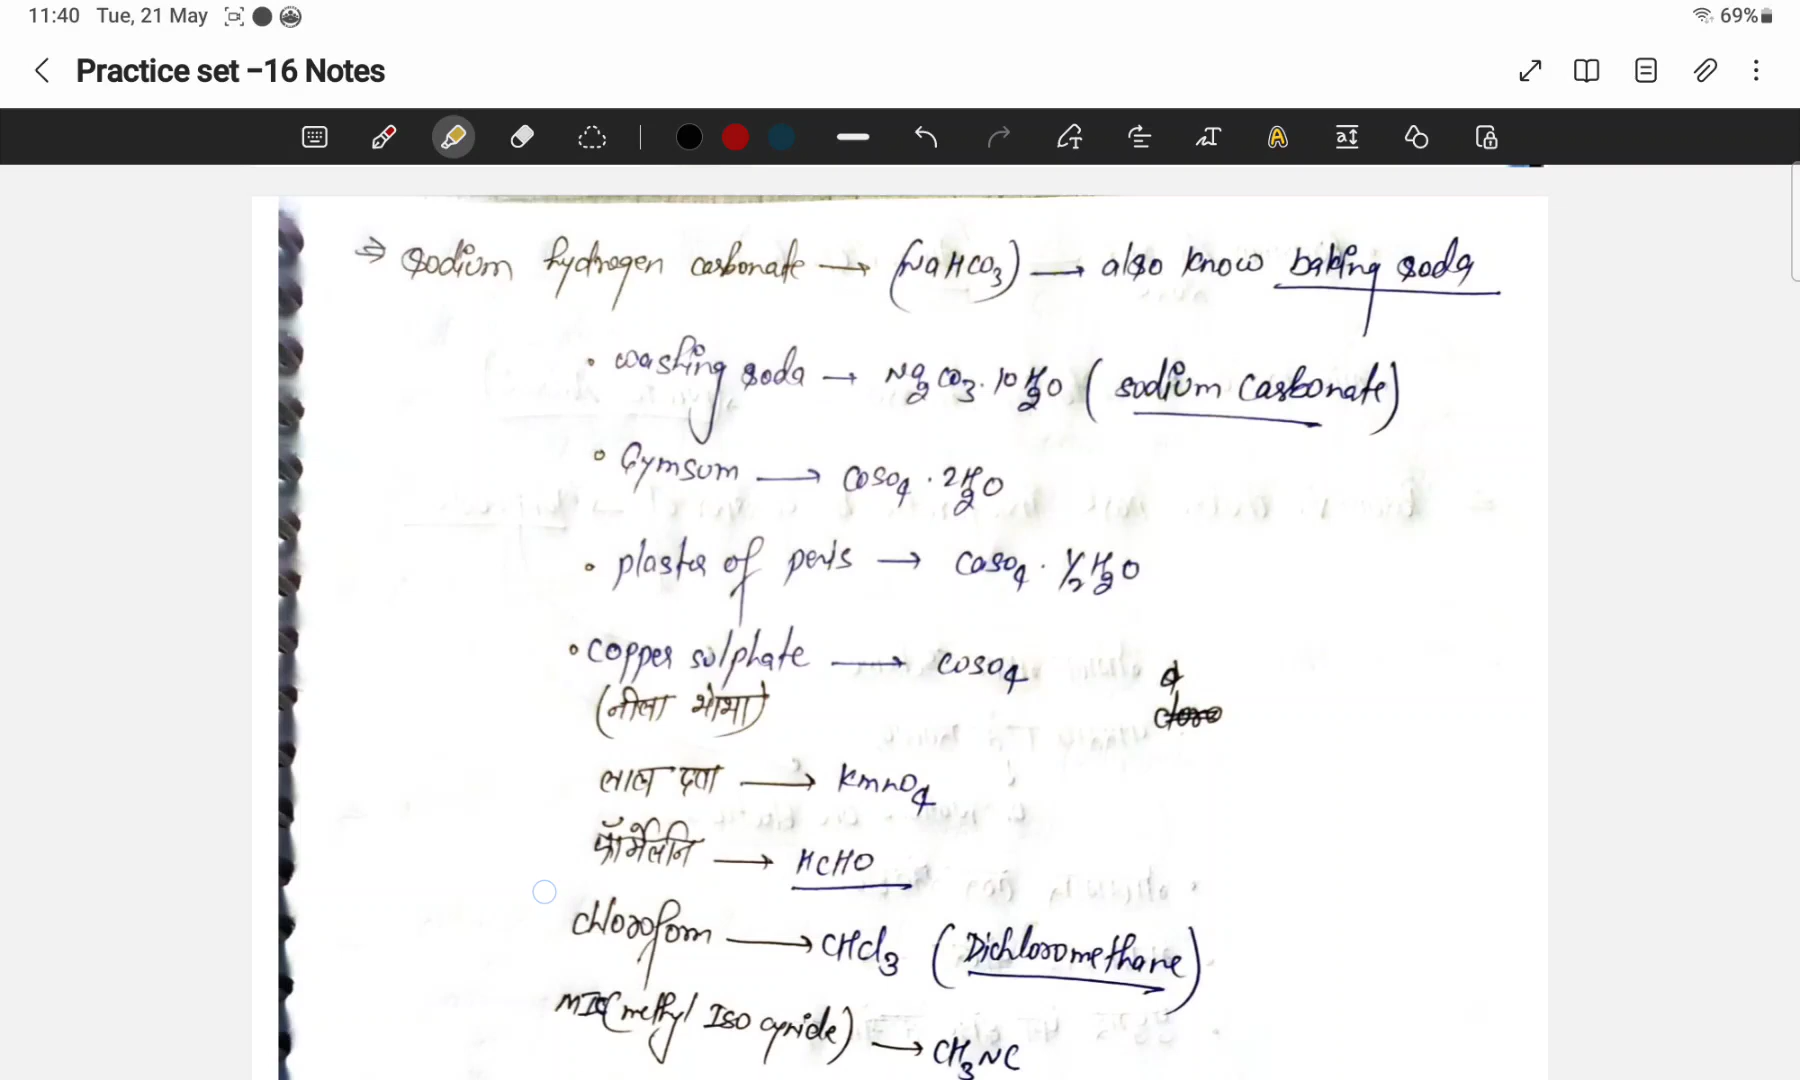 11:40 Tue, 21 May 69%
Practice set –16 Notes
⇒ Sodium hydrogen carbonate → (NaHCO3) → also know baking soda
• washing soda → Na2CO3.10H2O (sodium carbonate)
• Gymsum → CaSO4 . 2H2O
• plaster of peris → CaSO4 . 1/2H2O
• copper sulphate → CuSO4
(नीला थोथा)
लाल दवा → KMnO4
फॉर्मेलिन → HCHO
chloroform → CHCl3 (Dichloromethane)
MIC(methyl Iso cynide) → CH3NC